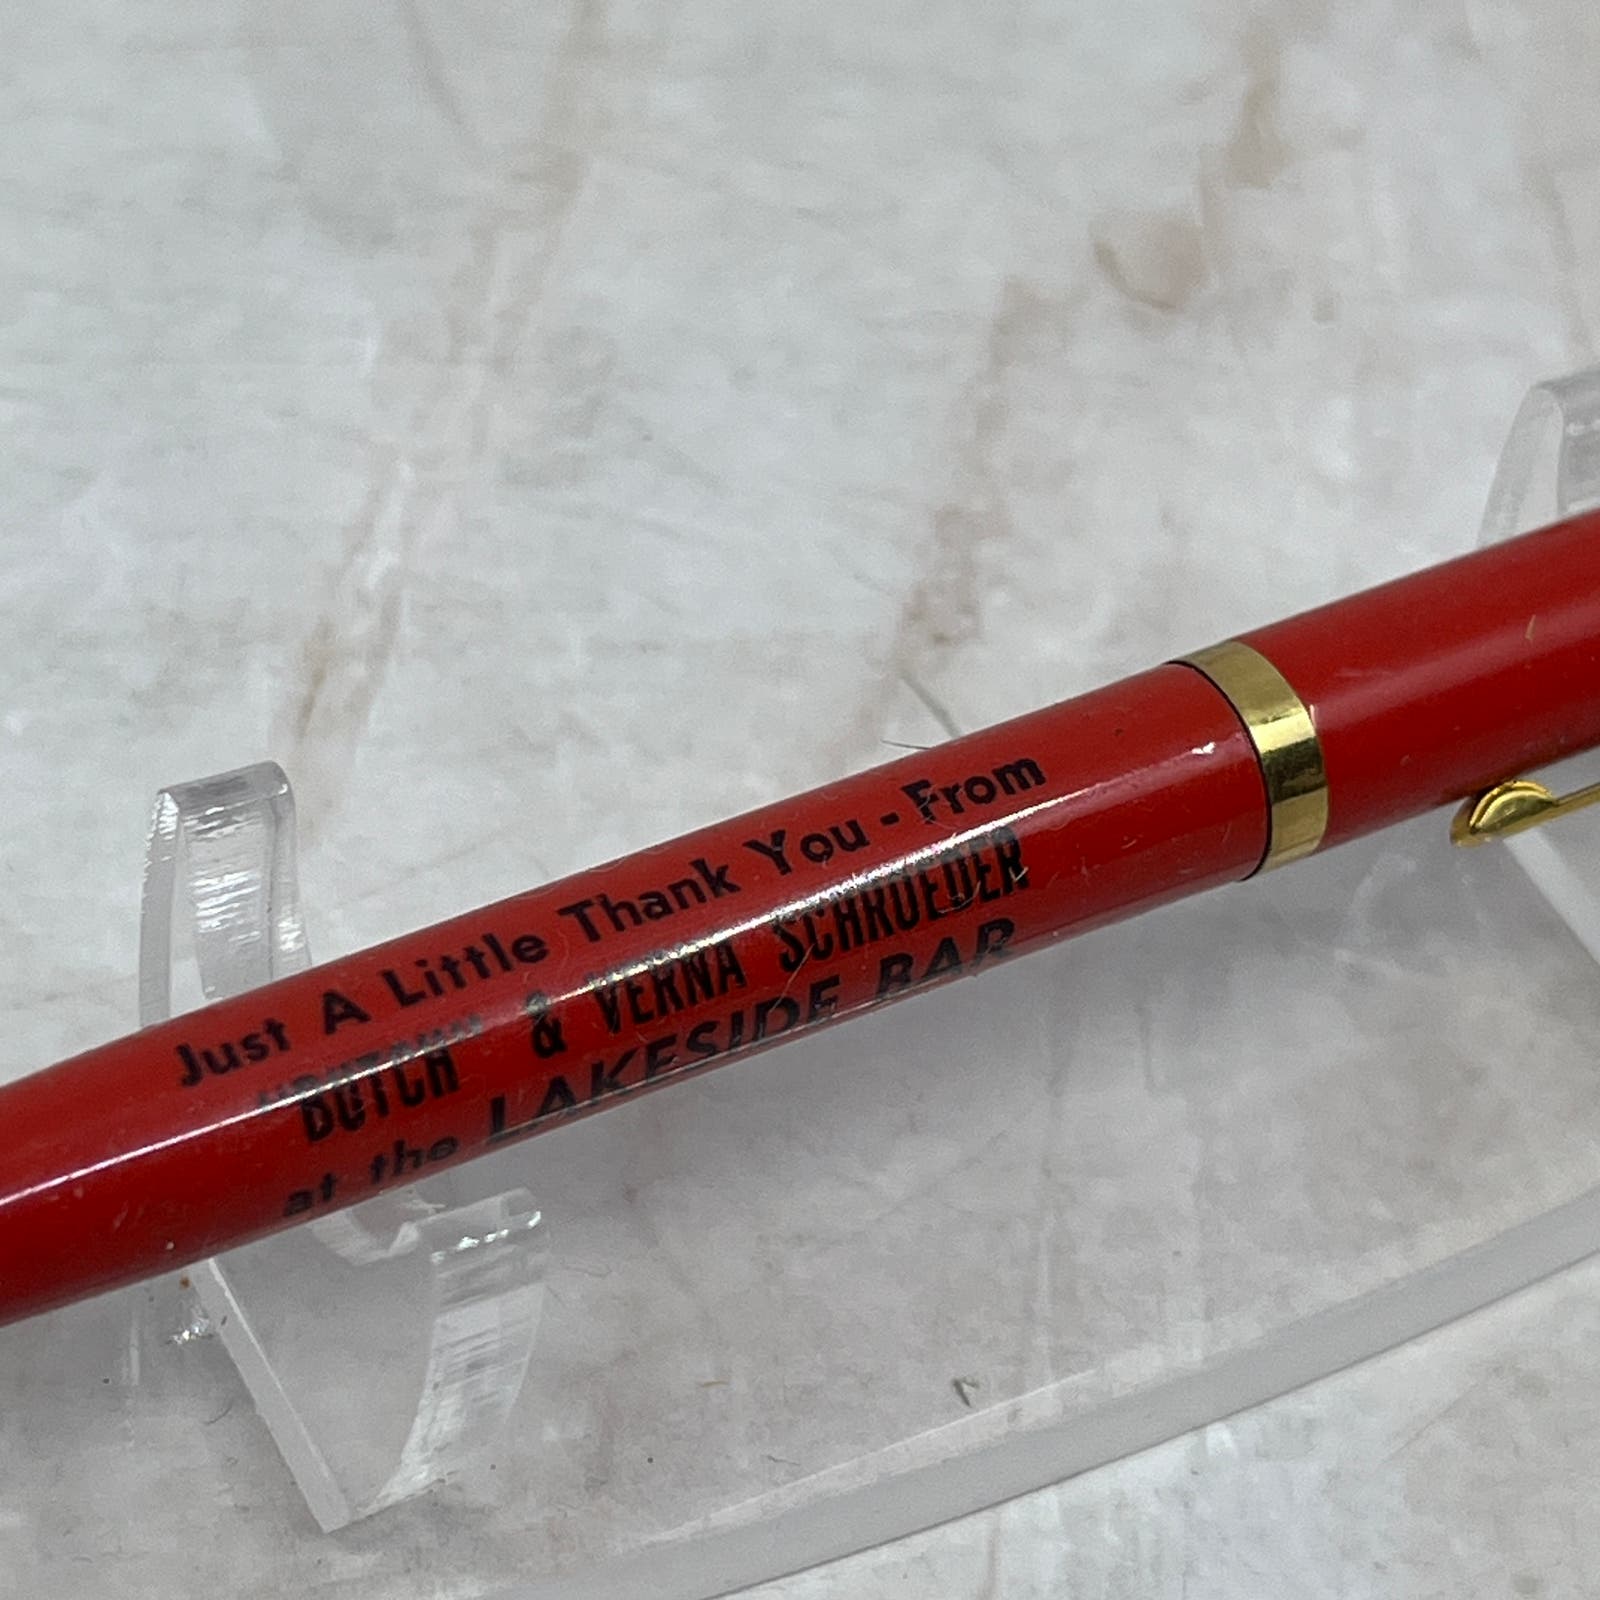 Just A Little Thank You - From
"BUTCH" & VERNA SCHROEDER
at the LAKESIDE BAR